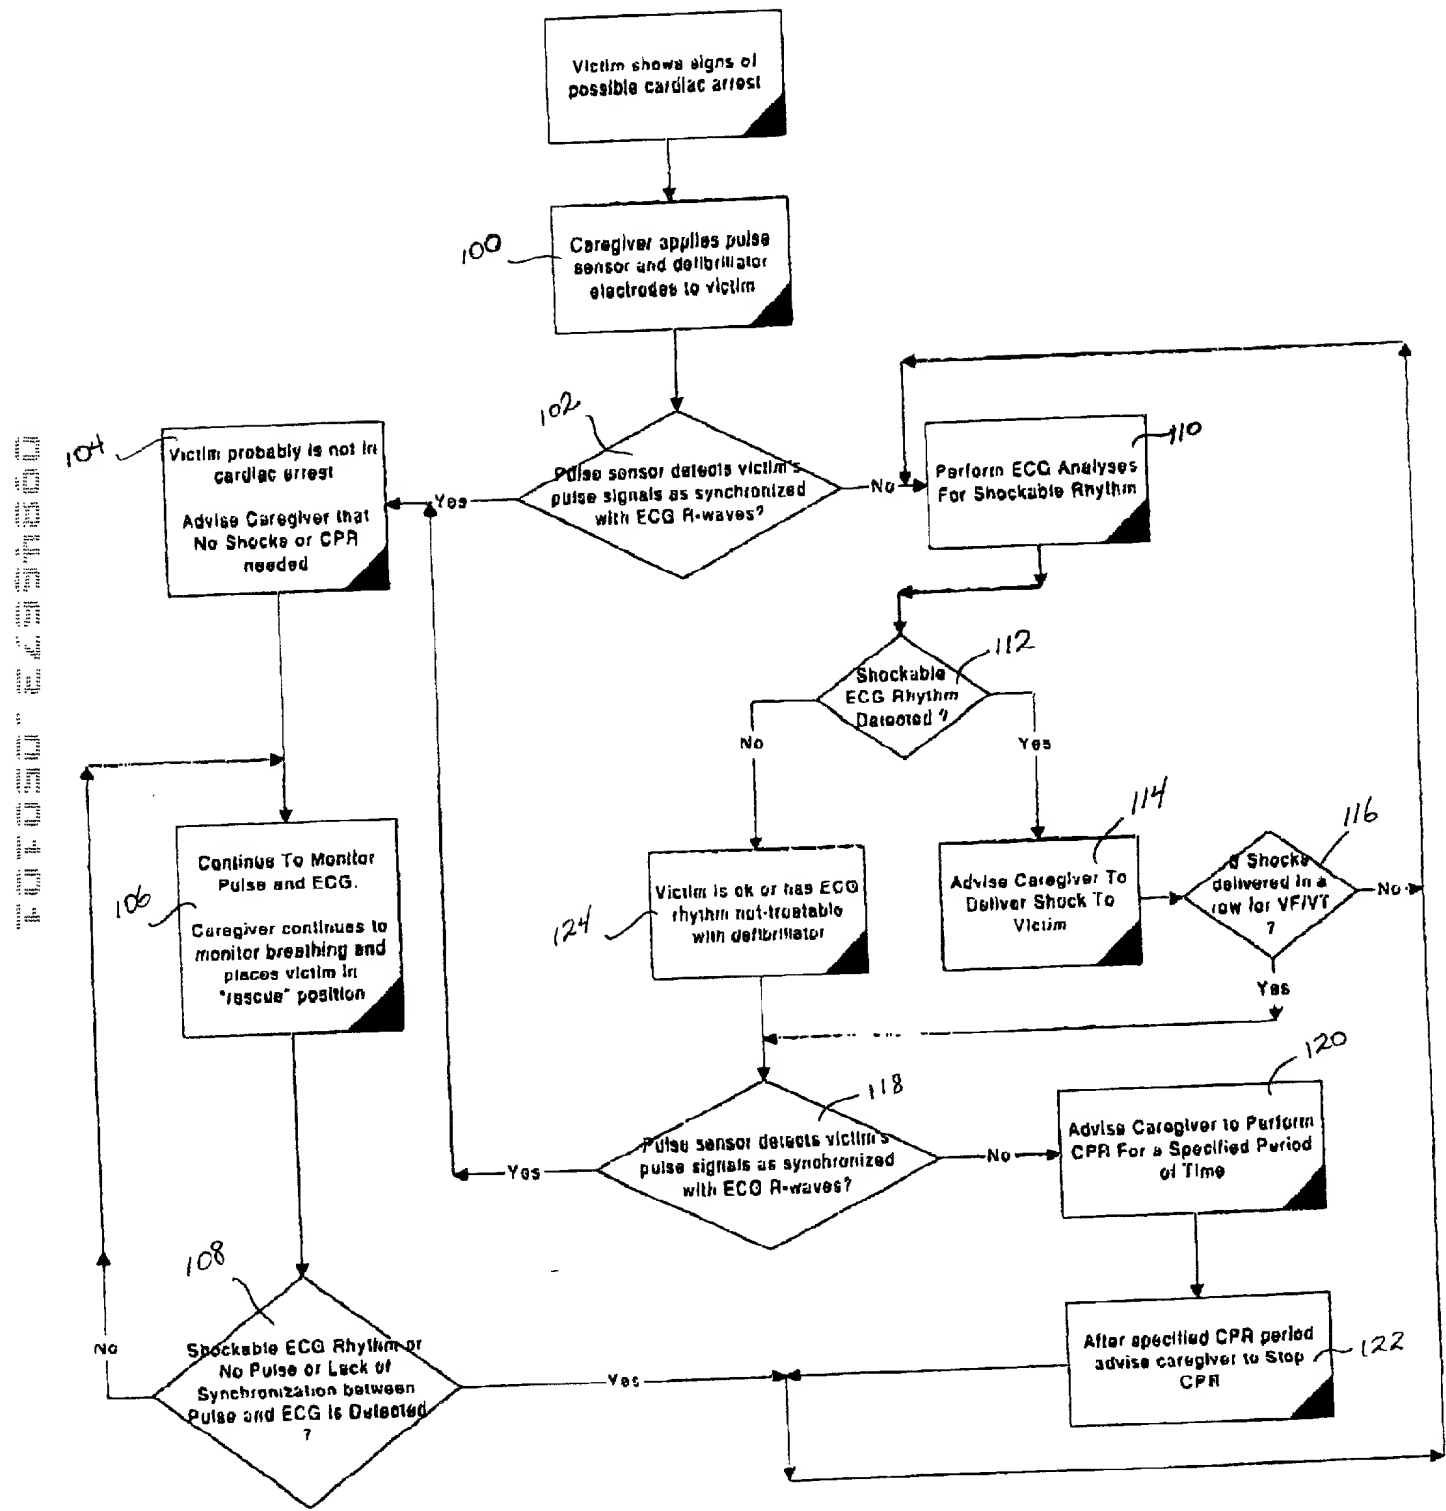 Victim shows signs of
possible cardiac arrest
100
Caregiver applies pulse
sensor and defibrillator
electrodes to victim
102
Pulse sensor detects victim's
pulse signals as synchronized
with ECG R-waves?
Yes
No
104
Victim probably is not in
cardiac arrest
Advise Caregiver that
No Shocks or CPR
needed
110
Perform ECG Analyses
For Shockable Rhythm
112
Shockable
ECG Rhythm
Detected ?
No
Yes
106
Continue To Monitor
Pulse and ECG.
Caregiver continues to
monitor breathing and
places victim in
"rescue" position
124
Victim is ok or has ECG
rhythm not-treatable
with defibrillator
114
Advise Caregiver To
Deliver Shock To
Victim
116
Shocks
delivered in a
row for VF/VT
?
No
Yes
118
Pulse sensor detects victim's
pulse signals as synchronized
with ECG R-waves?
Yes
No
120
Advise Caregiver to Perform
CPR For a Specified Period
of Time
108
Shockable ECG Rhythm or
No Pulse or Lack of
Synchronization between
Pulse and ECG is Detected
?
No
Yes
122
After specified CPR period
advise caregiver to Stop
CPR